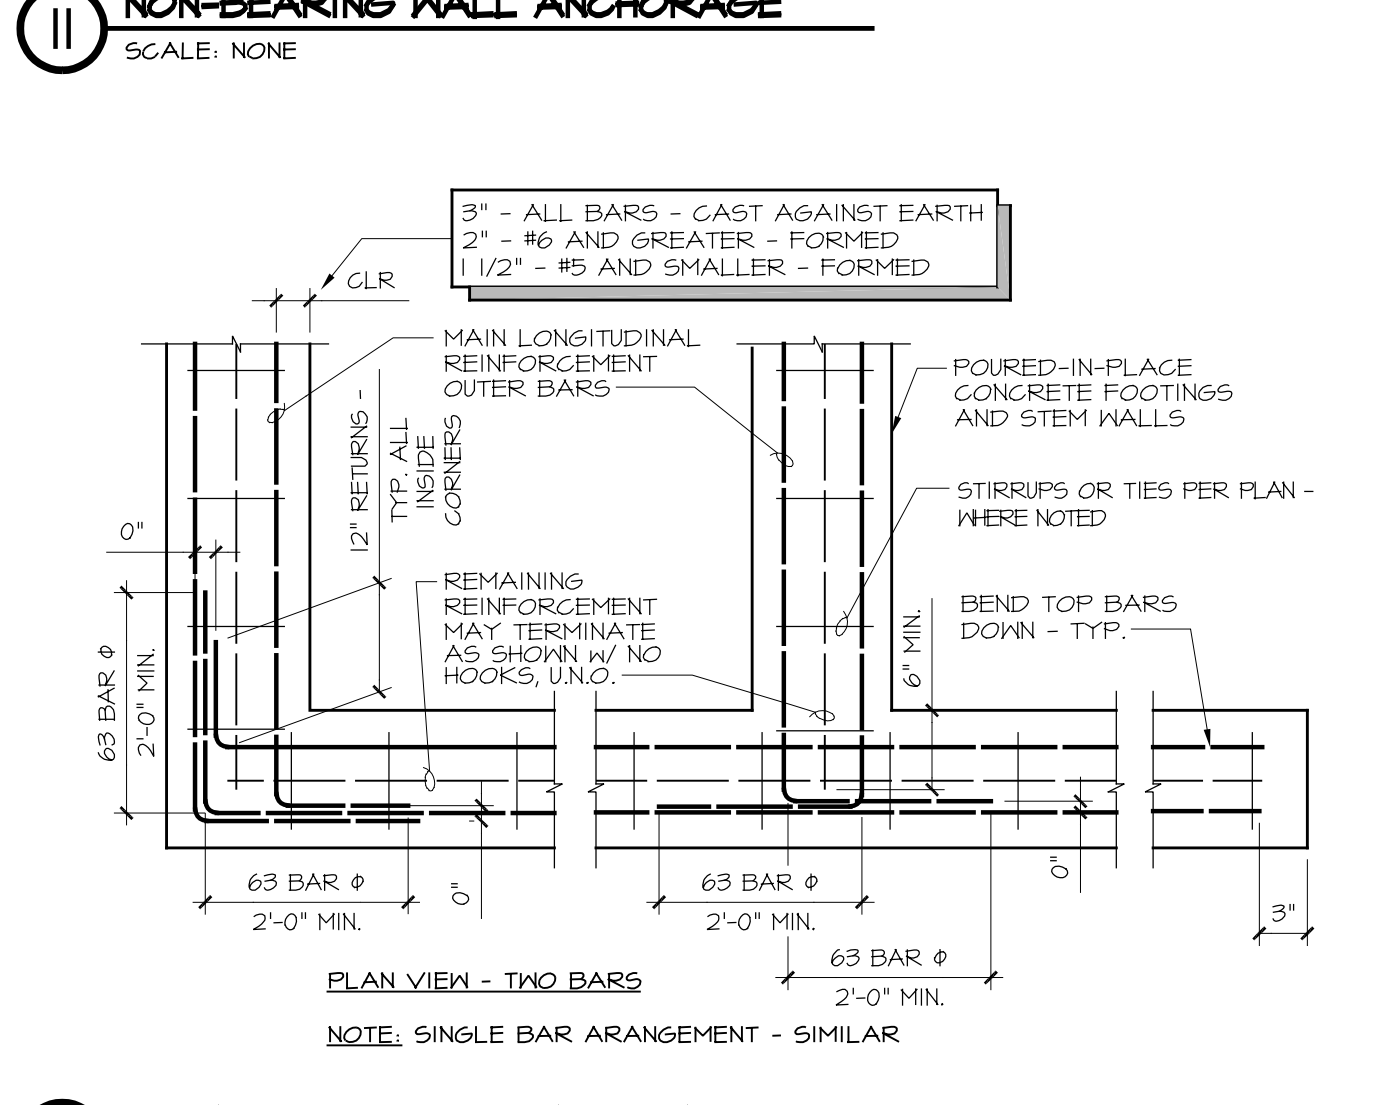 11
NON-BEARING WALL ANCHORAGE
SCALE: NONE
3" - ALL BARS - CAST AGAINST EARTH
2" - #6 AND GREATER - FORMED
1 1/2" - #5 AND SMALLER - FORMED
CLR
MAIN LONGITUDINAL
REINFORCEMENT
OUTER BARS
POURED-IN-PLACE
CONCRETE FOOTINGS
AND STEM WALLS
12" RETURNS -
TYP. ALL
INSIDE
CORNERS
STIRRUPS OR TIES PER PLAN -
WHERE NOTED
0"
REMAINING
REINFORCEMENT
MAY TERMINATE
AS SHOWN w/ NO
HOOKS, U.N.O.
BEND TOP BARS
DOWN - TYP.
6" MIN.
63 BAR Φ
2'-0" MIN.
63 BAR Φ
2'-0" MIN.
0"
63 BAR Φ
2'-0" MIN.
0"
3"
63 BAR Φ
2'-0" MIN.
PLAN VIEW - TWO BARS
NOTE: SINGLE BAR ARANGEMENT - SIMILAR